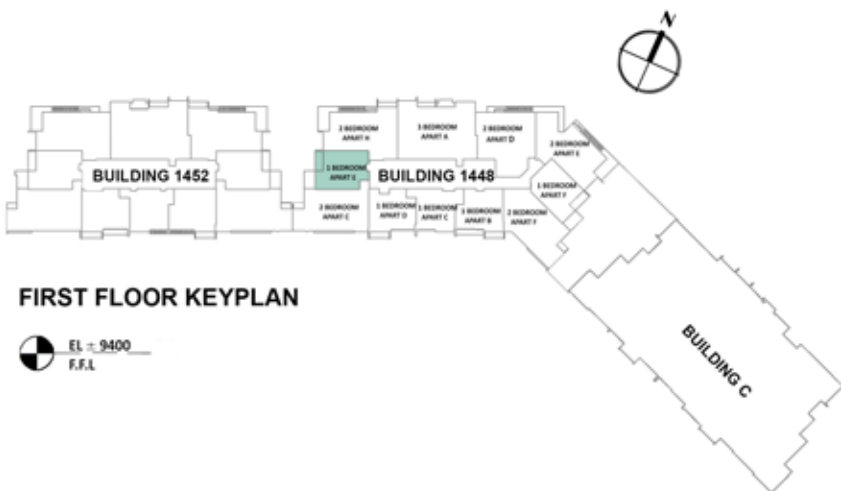 N
2 BEDROOM
APART H
3 BEDROOM
APART A
2 BEDROOM
APART D
2 BEDROOM
APART E
BUILDING 1452
1 BEDROOM
APART E
BUILDING 1448
1 BEDROOM
APART F
2 BEDROOM
APART C
1 BEDROOM
APART D
1 BEDROOM
APART C
1 BEDROOM
APART B
2 BEDROOM
APART F
FIRST FLOOR KEYPLAN
EL ± 9400
F.F.L
BUILDING C